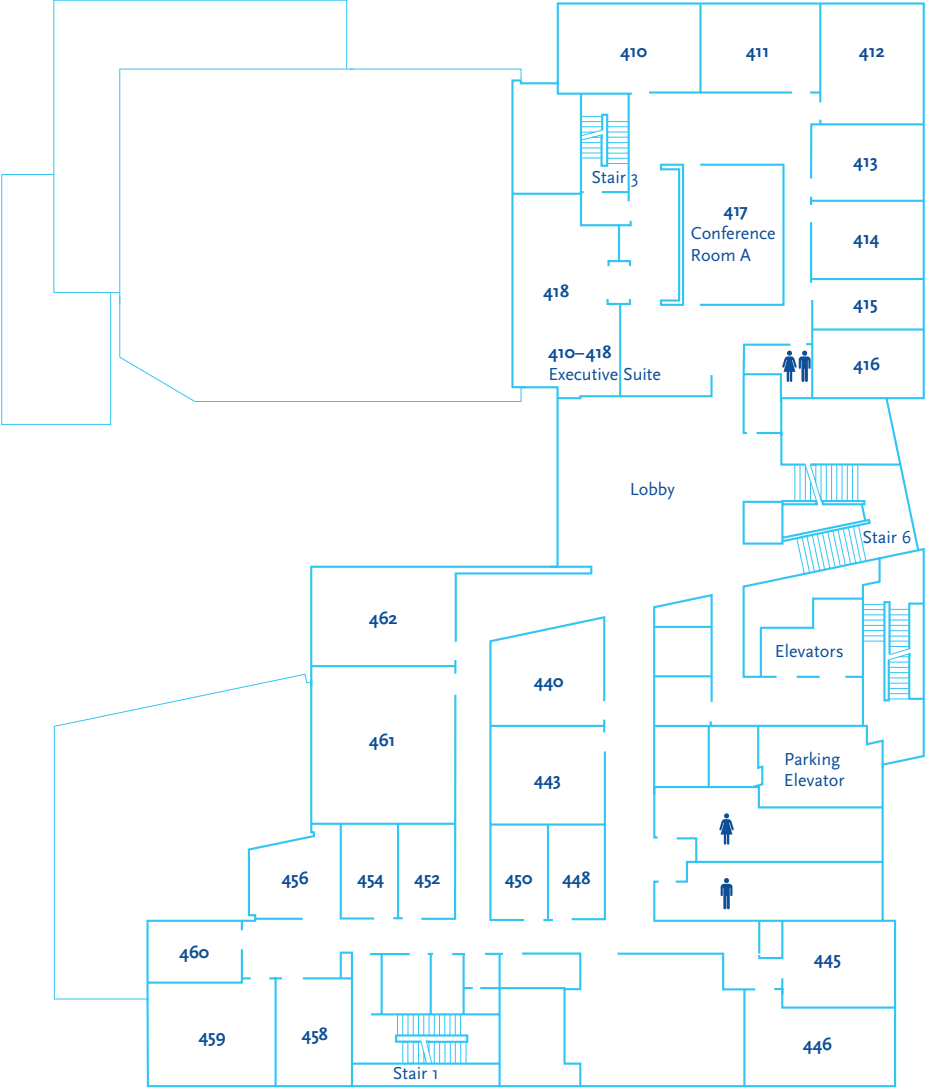 410
411
412
413
Stair 3
417
Conference
Room A
414
418
415
410–418
Executive Suite
416
Lobby
Stair 6
462
Elevators
440
461
Parking
Elevator
443
456
454
452
450
448
460
445
459
458
446
Stair 1